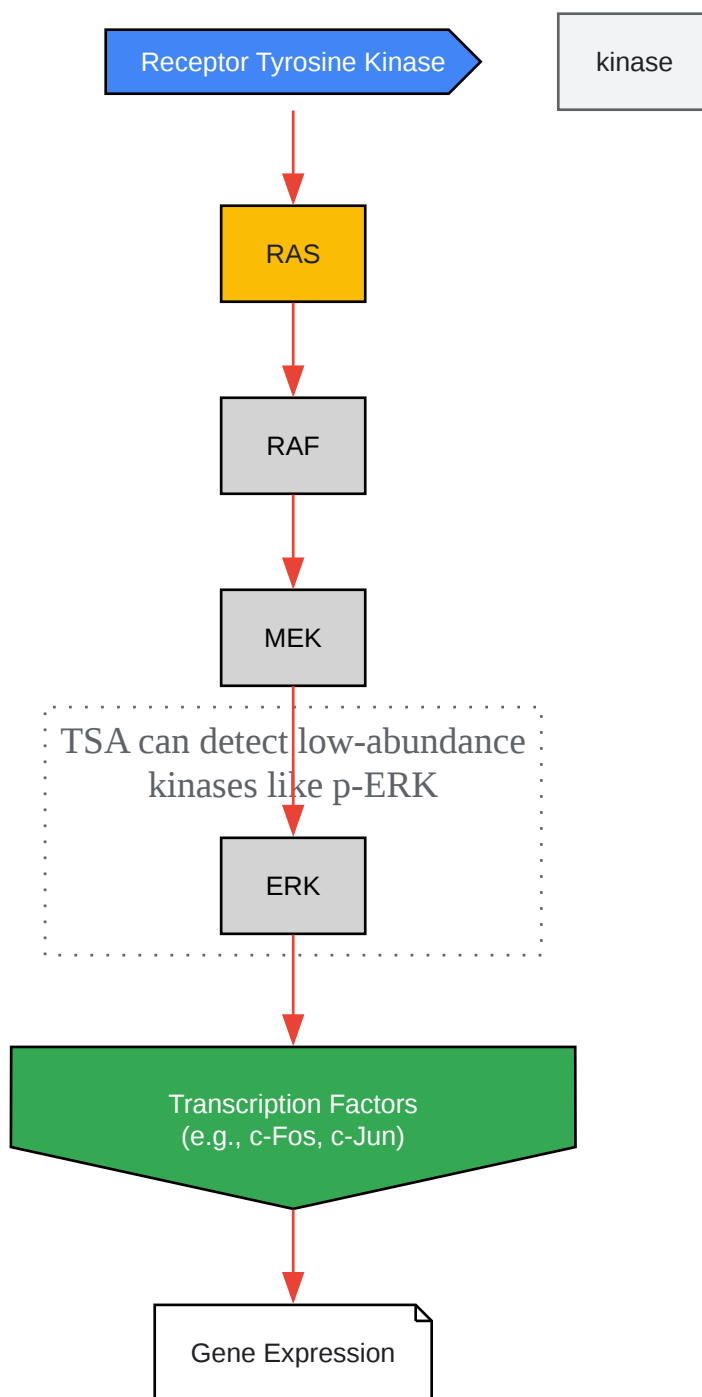 Receptor Tyrosine Kinase
kinase
RAS
RAF
MEK
TSA can detect low-abundance
kinases like p-ERK
ERK
Transcription Factors
(e.g., c-Fos, c-Jun)
Gene Expression